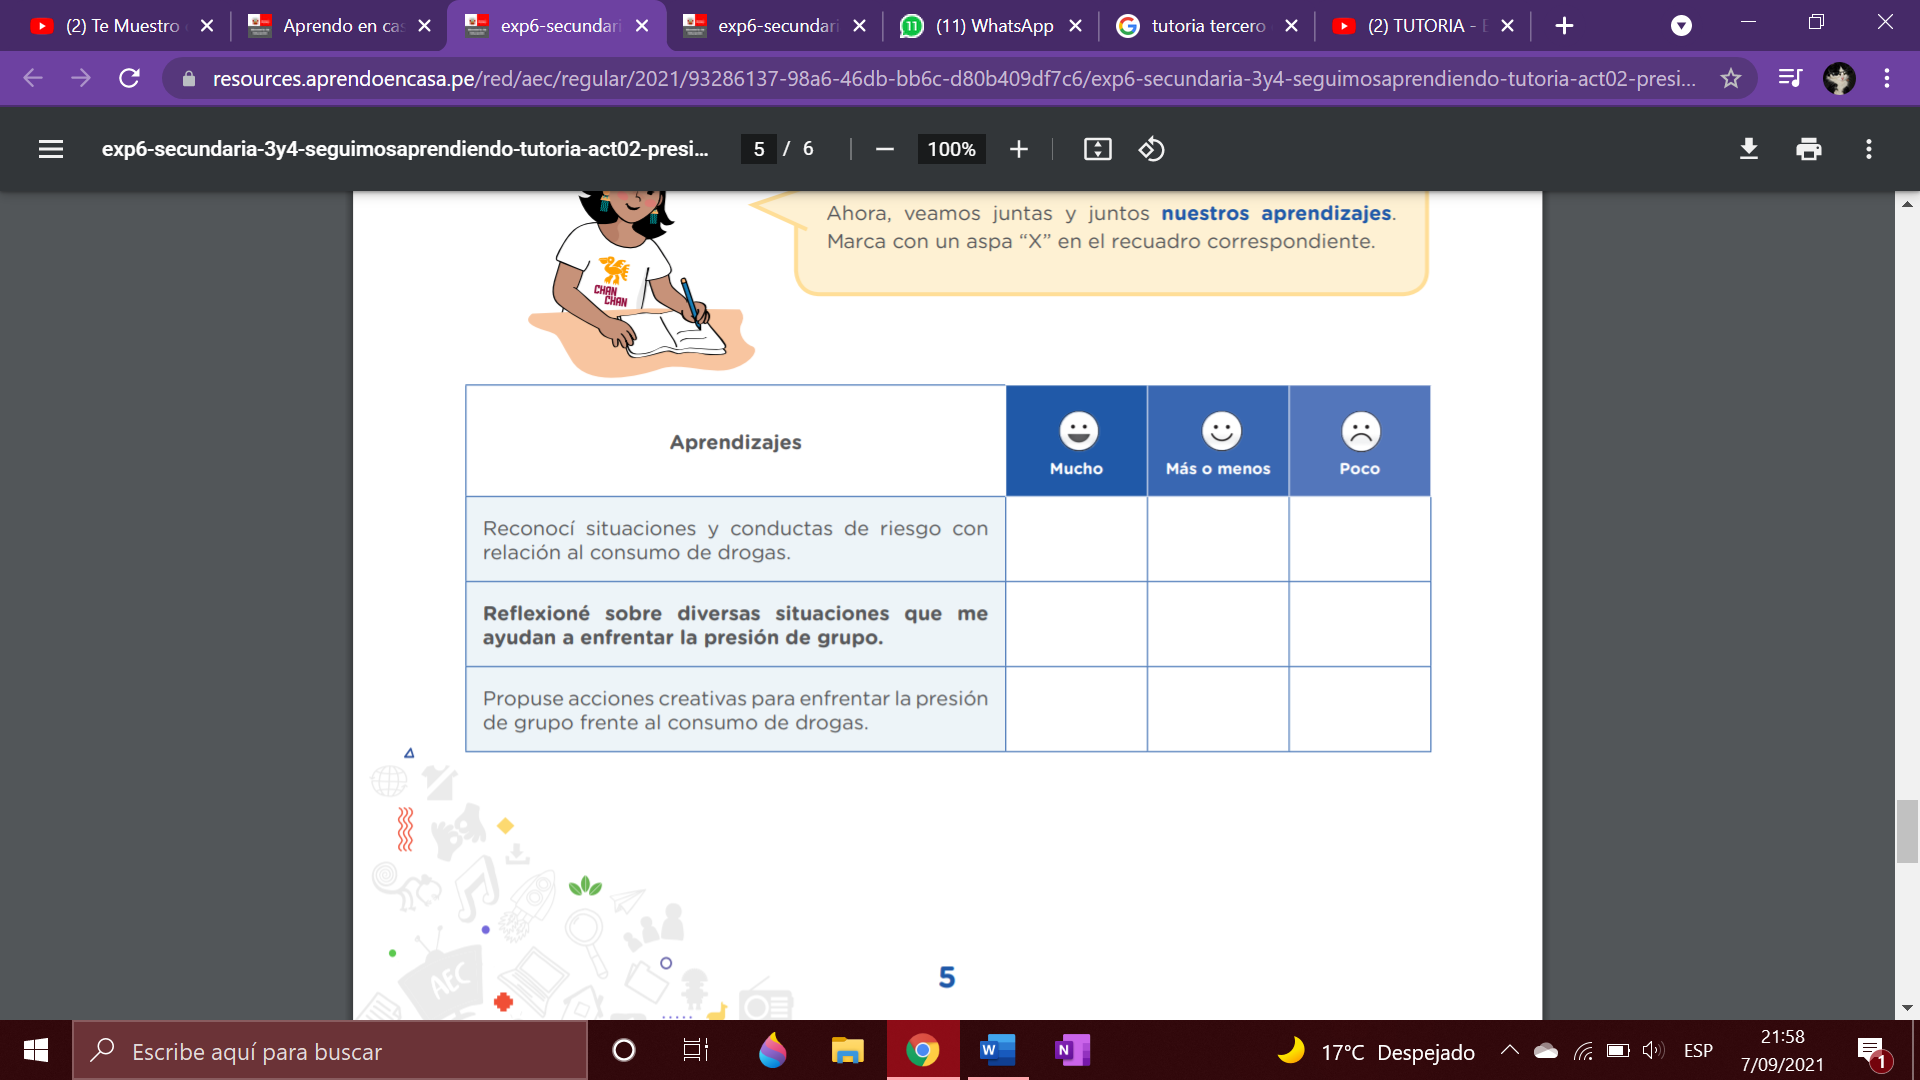 (2) Te Muestro
Aprendo en cas
exp6-secundari
exp6-secundari
(11) WhatsApp
tutoria tercero
(2) TUTORIA - E
resources.aprendoencasa.pe/red/aec/regular/2021/93286137-98a6-46db-bb6c-d80b409df7c6/exp6-secundaria-3y4-seguimosaprendiendo-tutoria-act02-presi...
exp6-secundaria-3y4-seguimosaprendiendo-tutoria-act02-presi...
5 / 6
100%
Ahora, veamos juntas y juntos nuestros aprendizajes.
Marca con un aspa “X” en el recuadro correspondiente.
CHAN
CHAN
Aprendizajes
Mucho
Más o menos
Poco
Reconocí situaciones y conductas de riesgo con
relación al consumo de drogas.
Reflexioné sobre diversas situaciones que me
ayudan a enfrentar la presión de grupo.
Propuse acciones creativas para enfrentar la presión
de grupo frente al consumo de drogas.
AEC
5
Escribe aquí para buscar
17°C Despejado
ESP
21:58
7/09/2021
1